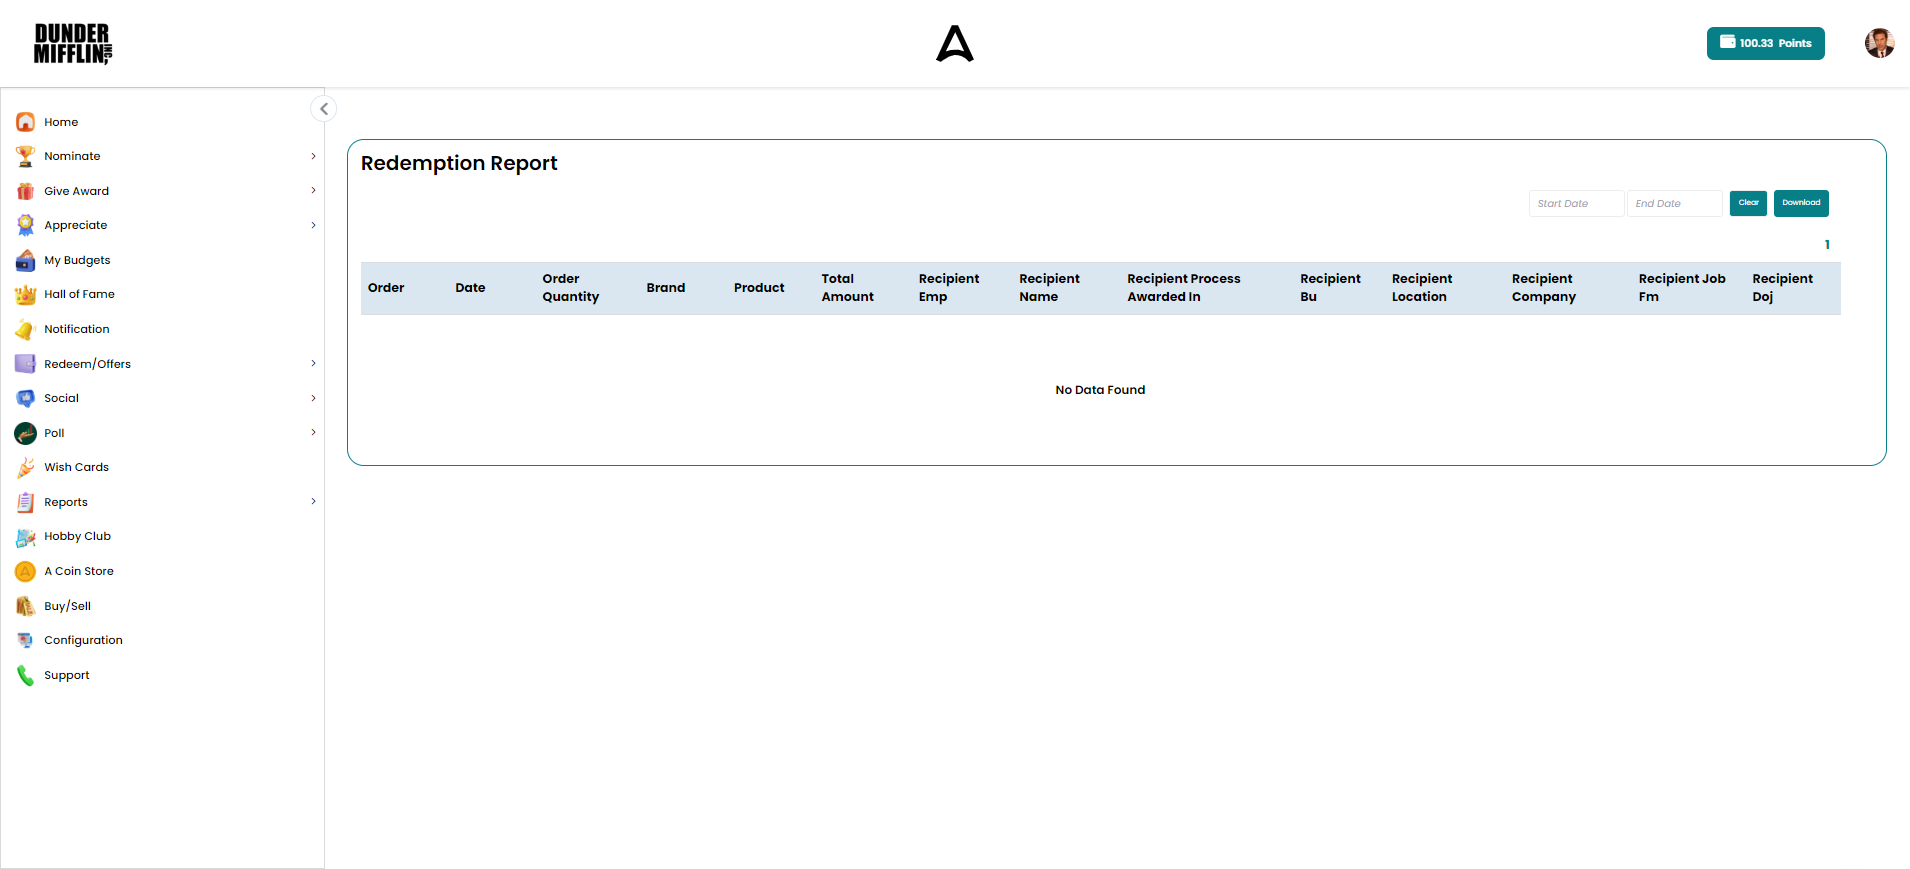 DUNDER
MIFFLIN, INC
100.33 Points
Home
Nominate
Give Award
Appreciate
My Budgets
Hall of Fame
Notification
Redeem/Offers
Social
Poll
Wish Cards
Reports
Hobby Club
A Coin Store
Buy/Sell
Configuration
Support
Redemption Report
Start Date End Date Clear Download
1
Order Date Order Quantity Brand Product Total Amount Recipient Emp Recipient Name Recipient Process Awarded In Recipient Bu Recipient Location Recipient Company Recipient Job Fm Recipient Doj
No Data Found